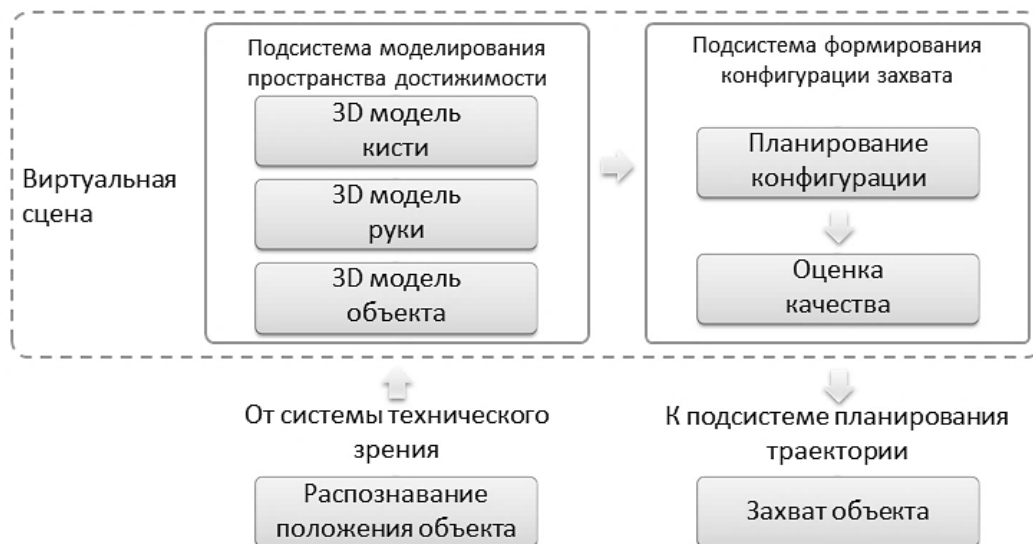 Виртуальная
сцена
Подсистема моделирования
пространства достижимости
3D модель
кисти
3D модель
руки
3D модель
объекта
Подсистема формирования
конфигурации захвата
Планирование
конфигурации
Оценка
качества
От системы технического
зрения
Распознавание
положения объекта
К подсистеме планирования
траектории
Захват объекта